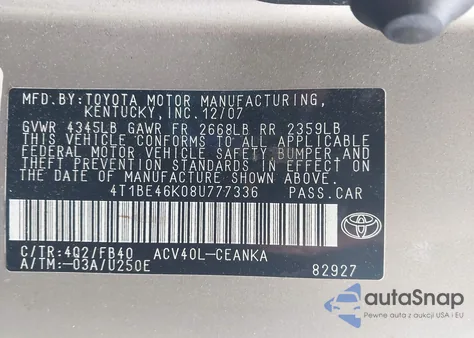 MFD.BY:TOYOTA MOTOR MANUFACTURING,
KENTUCKY,INC.12/07
GVWR 4345LB GAWR FR 2668LB RR 2359LB
THIS VEHICLE CONFORMS TO ALL APPLICABLE
FEDERAL MOTOR VEHICLE SAFETY,BUMPER,AND
THEFT PREVENTION STANDARDS IN EFFECT ON
THE DATE OF MANUFACTURE SHOWN ABOVE.
4T1BE46K08U777336 PASS.CAR
C/TR:4Q2/FB40 ACV40L-CEANKA
A/TM:-03A/U250E
82927
autoSnap
Pewne auta z aukcji USA i EU